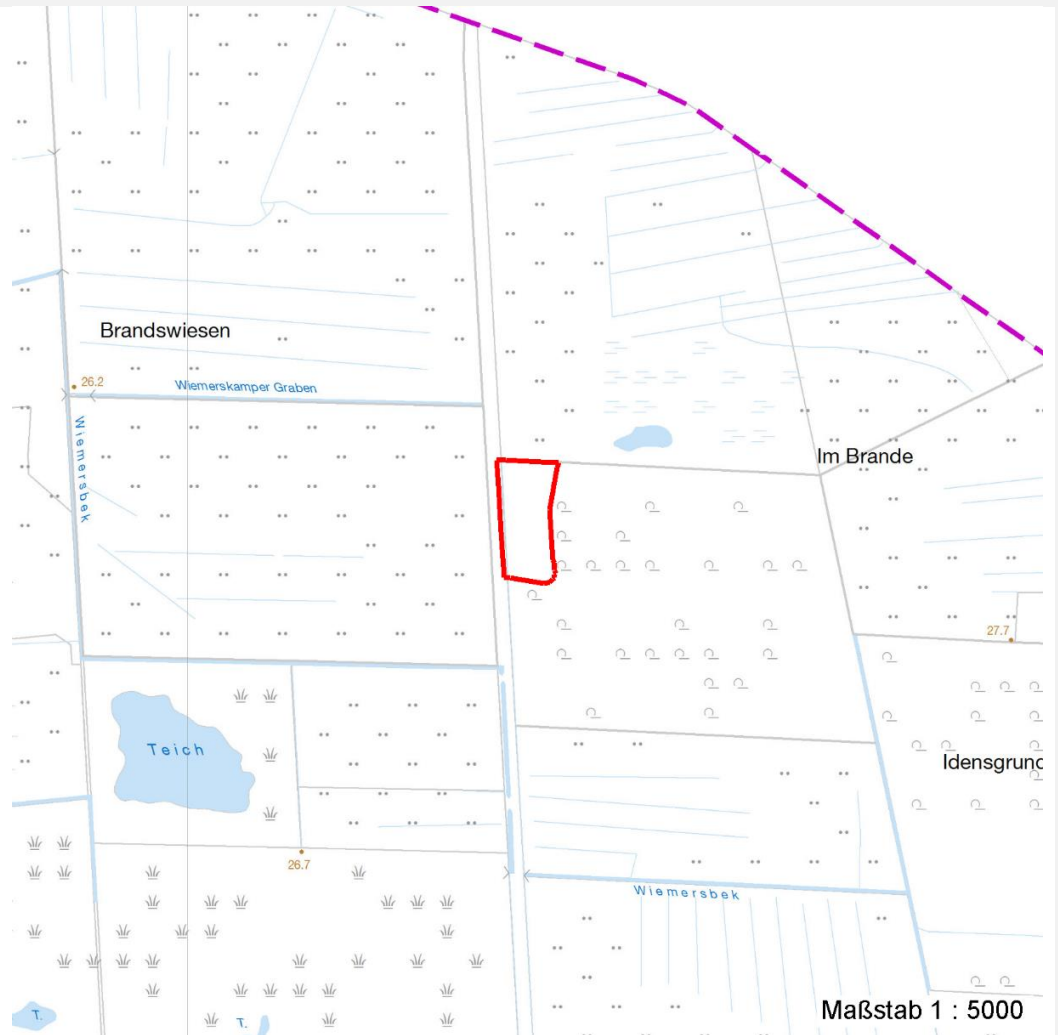 Brandswiesen
26.2
Wiemerskamper Graben
Wiemersbek
Im Brande
27.7
Teich
Idensgrund
26.7
Wiemersbek
T.
T.
Maßstab 1 : 5000